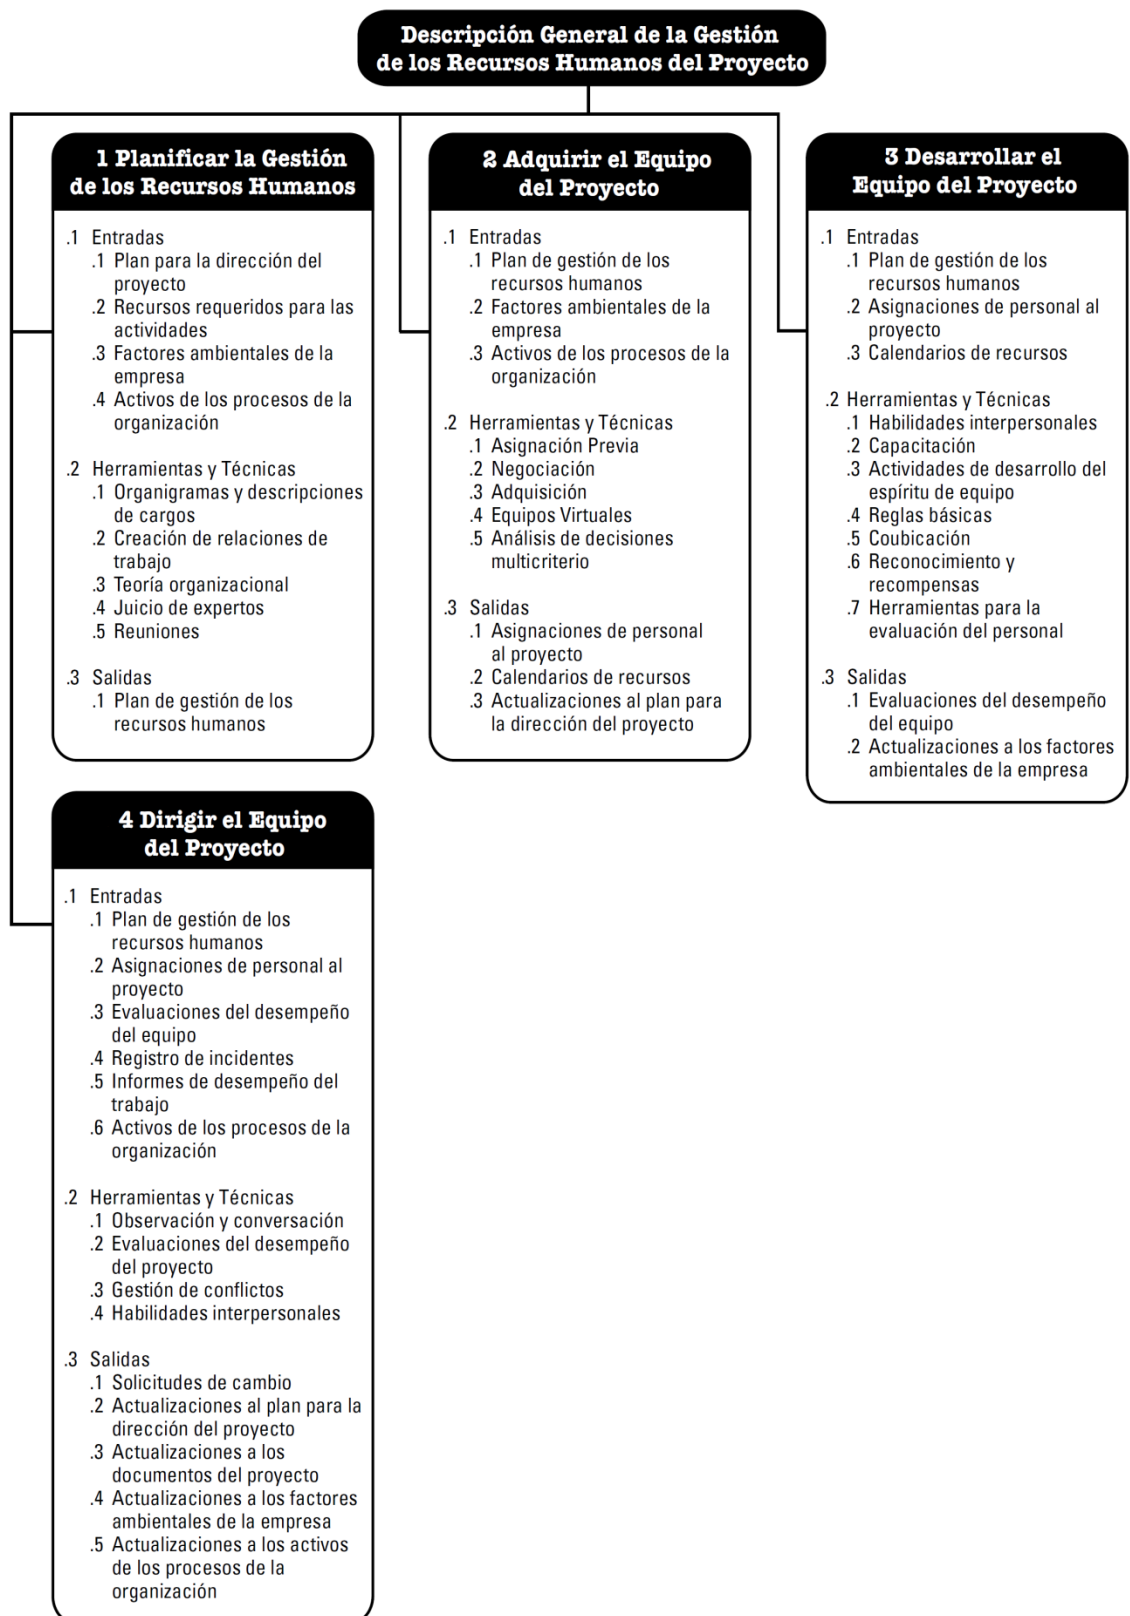 Descripción General de la Gestión
de los Recursos Humanos del Proyecto
1 Planificar la Gestión
de los Recursos Humanos
.1 Entradas
.1 Plan para la dirección del
proyecto
.2 Recursos requeridos para las
actividades
.3 Factores ambientales de la
empresa
.4 Activos de los procesos de la
organización
.2 Herramientas y Técnicas
.1 Organigramas y descripciones
de cargos
.2 Creación de relaciones de
trabajo
.3 Teoría organizacional
.4 Juicio de expertos
.5 Reuniones
.3 Salidas
.1 Plan de gestión de los
recursos humanos
2 Adquirir el Equipo
del Proyecto
.1 Entradas
.1 Plan de gestión de los
recursos humanos
.2 Factores ambientales de la
empresa
.3 Activos de los procesos de la
organización
.2 Herramientas y Técnicas
.1 Asignación Previa
.2 Negociación
.3 Adquisición
.4 Equipos Virtuales
.5 Análisis de decisiones
multicriterio
.3 Salidas
.1 Asignaciones de personal
al proyecto
.2 Calendarios de recursos
.3 Actualizaciones al plan para
la dirección del proyecto
3 Desarrollar el
Equipo del Proyecto
.1 Entradas
.1 Plan de gestión de los
recursos humanos
.2 Asignaciones de personal al
proyecto
.3 Calendarios de recursos
.2 Herramientas y Técnicas
.1 Habilidades interpersonales
.2 Capacitación
.3 Actividades de desarrollo del
espíritu de equipo
.4 Reglas básicas
.5 Coubicación
.6 Reconocimiento y
recompensas
.7 Herramientas para la
evaluación del personal
.3 Salidas
.1 Evaluaciones del desempeño
del equipo
.2 Actualizaciones a los factores
ambientales de la empresa
4 Dirigir el Equipo
del Proyecto
.1 Entradas
.1 Plan de gestión de los
recursos humanos
.2 Asignaciones de personal al
proyecto
.3 Evaluaciones del desempeño
del equipo
.4 Registro de incidentes
.5 Informes de desempeño del
trabajo
.6 Activos de los procesos de la
organización
.2 Herramientas y Técnicas
.1 Observación y conversación
.2 Evaluaciones del desempeño
del proyecto
.3 Gestión de conflictos
.4 Habilidades interpersonales
.3 Salidas
.1 Solicitudes de cambio
.2 Actualizaciones al plan para la
dirección del proyecto
.3 Actualizaciones a los
documentos del proyecto
.4 Actualizaciones a los factores
ambientales de la empresa
.5 Actualizaciones a los activos
de los procesos de la
organización